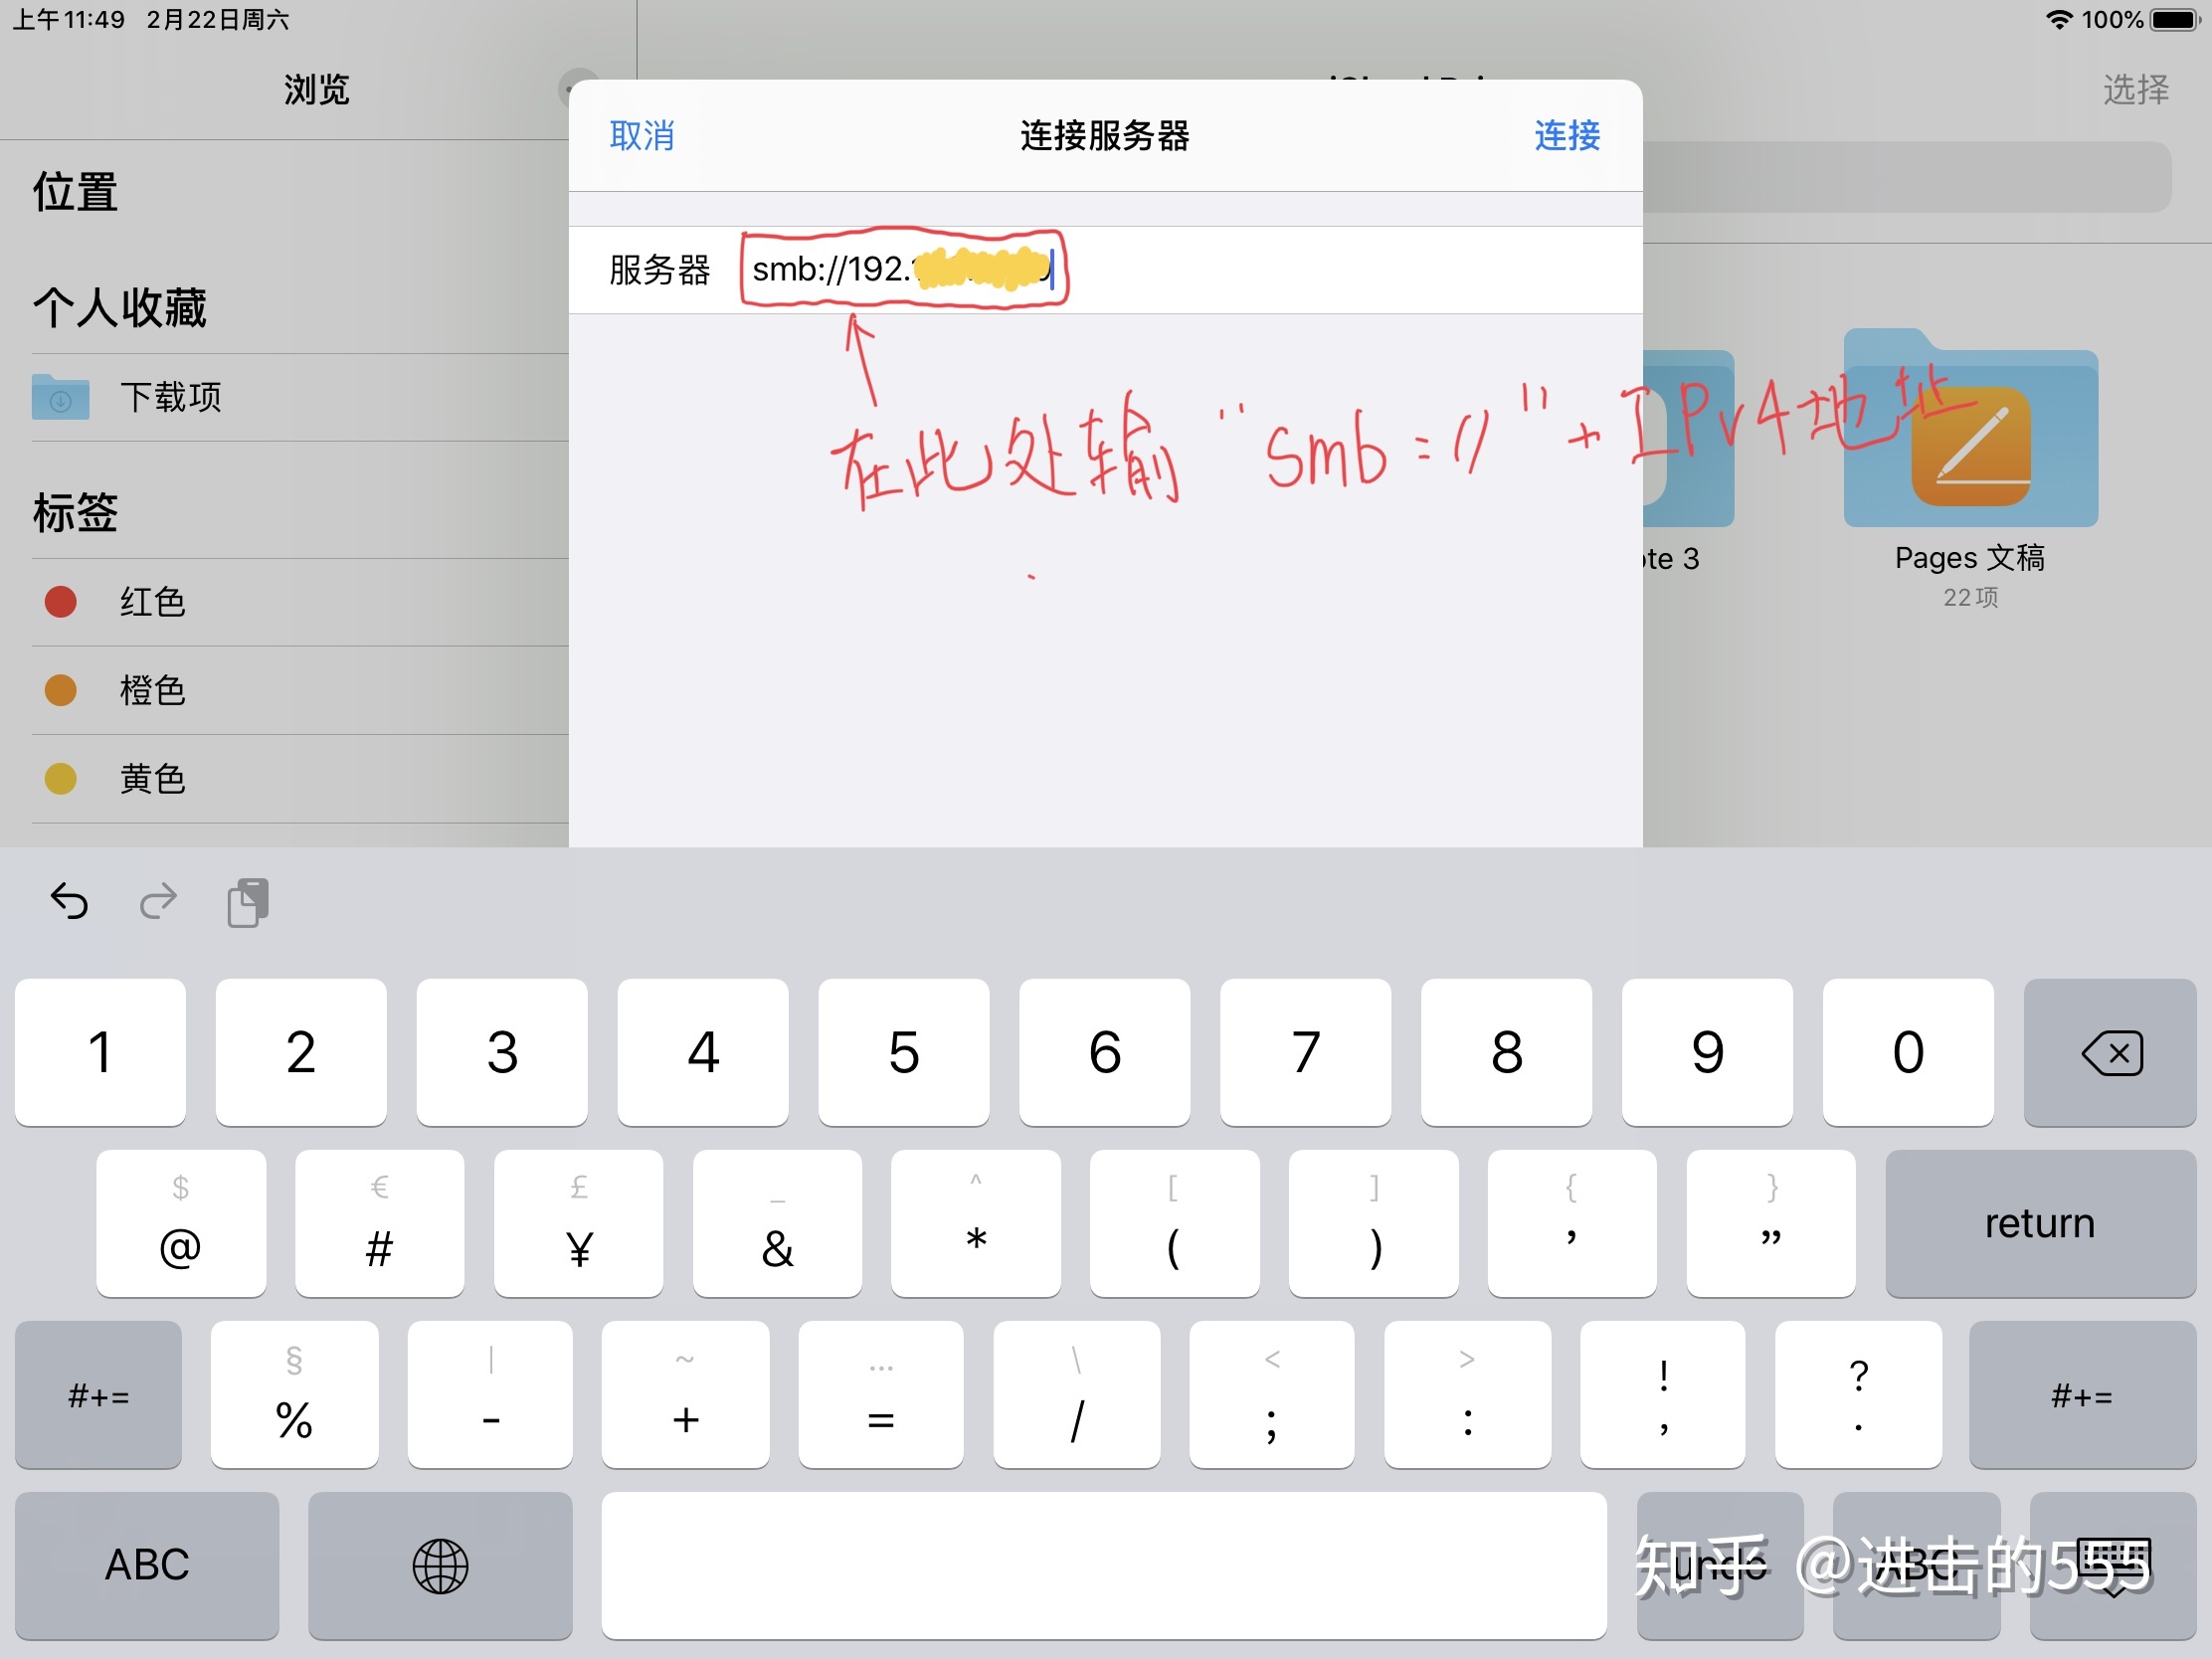 上午11:49 2月22日周六
100%
浏览
选择
取消
连接服务器
连接
位置
服务器 smb://192.
个人收藏
下载项
在此处输 "smb://" + IPv4地址
标签
红色
橙色
黄色
ote 3
Pages 文稿
22项
1 2 3 4 5 6 7 8 9 0
$ € £ _ ^ [ ] { }
@ # ¥ & * ( ) ’ ” return
§ | ~ … \ < > ! ?
#+= % - + = / ; : , . #+=
ABC undo ABC
知乎 @进击的555